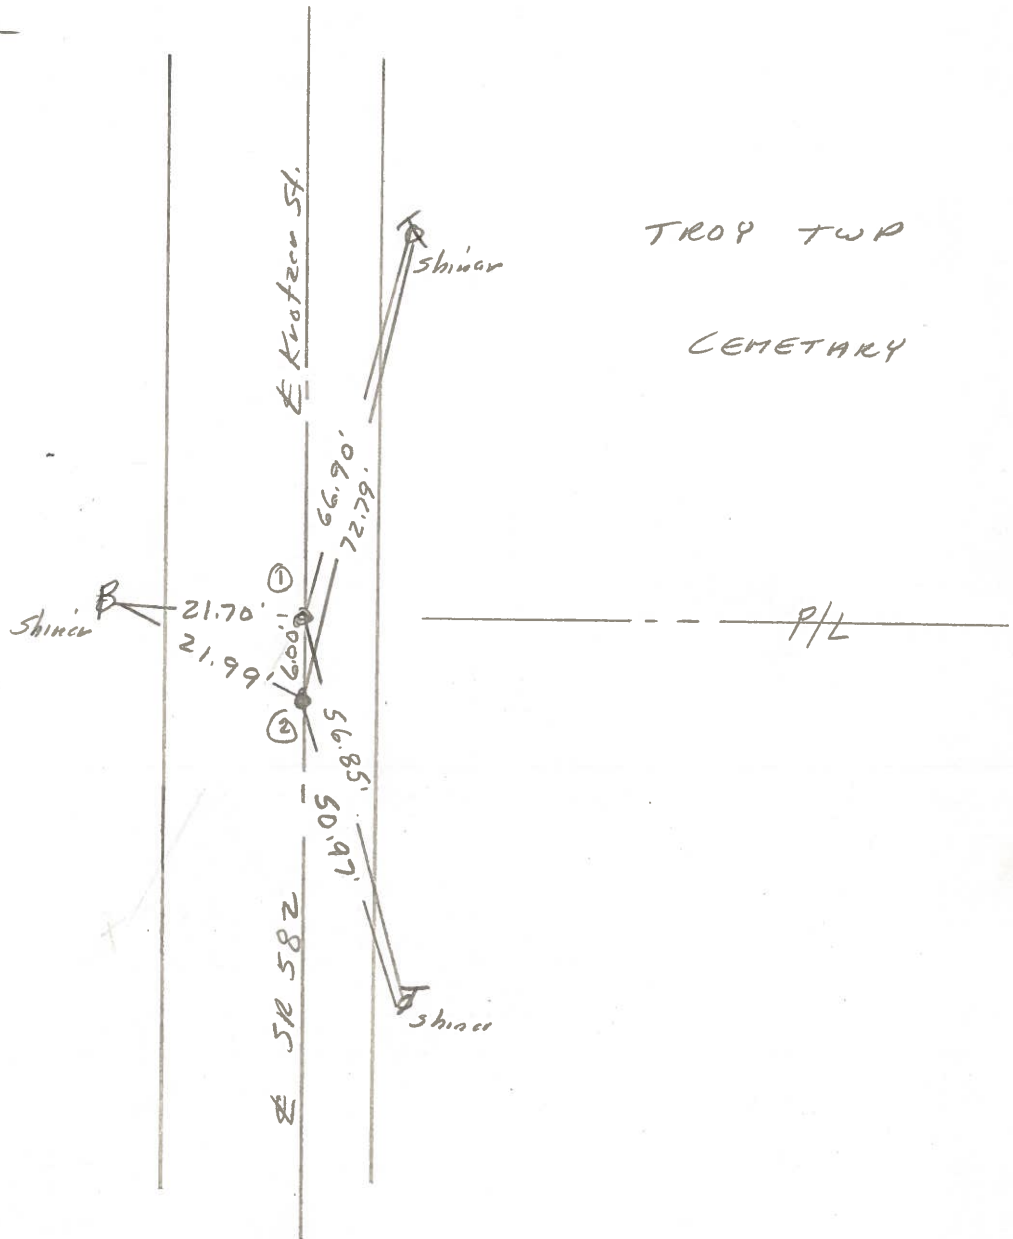 ℄ Krotzer St.
TROY TWP
shiner
CEMETARY
66.90'
72.79'
①
B
21.70'
P/L
shiner
6.00'
21.99'
②
56.85'
50.97'
℄ SR 582
shiner